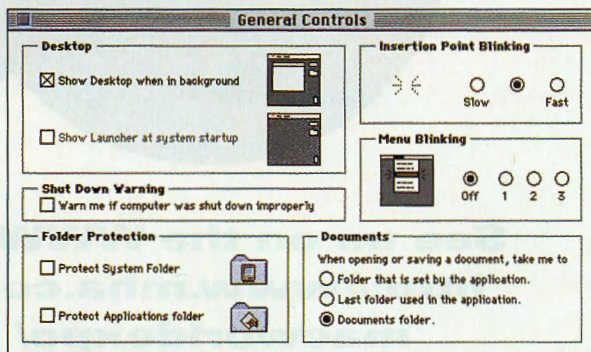 General Controls
Desktop
Show Desktop when in background
Show Launcher at system startup
Shut Down Warning
Warn me if computer was shut down improperly
Folder Protection
Protect System Folder
Protect Applications folder
Insertion Point Blinking
Slow
Fast
Menu Blinking
Off 1 2 3
Documents
When opening or saving a document, take me to
Folder that is set by the application.
Last folder used in the application.
Documents folder.